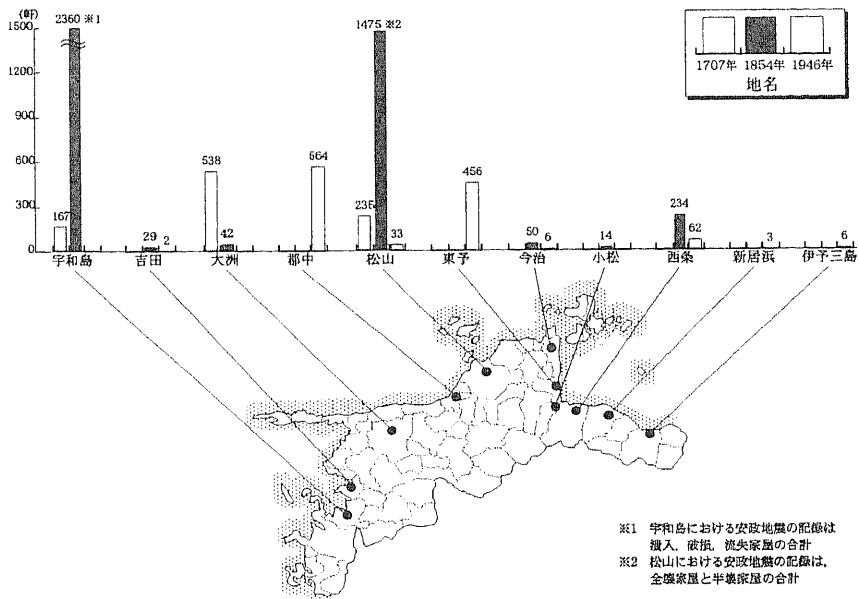 (軒)
1500
1200
900
600
300
0
2360 ※1
167
29
2
538
42
564
235
1475 ※2
33
456
50
6
14
234
62
3
6
宇和島
吉田
大洲
郡中
松山
東予
今治
小松
西条
新居浜
伊予三島
1707年 1854年 1946年
地名
※1 宇和島における安政地震の記録は
潰入，破損，流失家屋の合計
※2 松山における安政地震の記録は，
全壊家屋と半壊家屋の合計